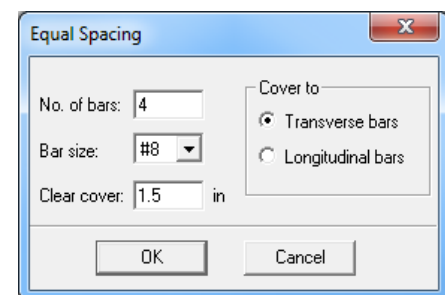 Equal Spacing
No. of bars: 4
Bar size: #8
Clear cover: 1.5 in
Cover to
Transverse bars
Longitudinal bars
OK
Cancel